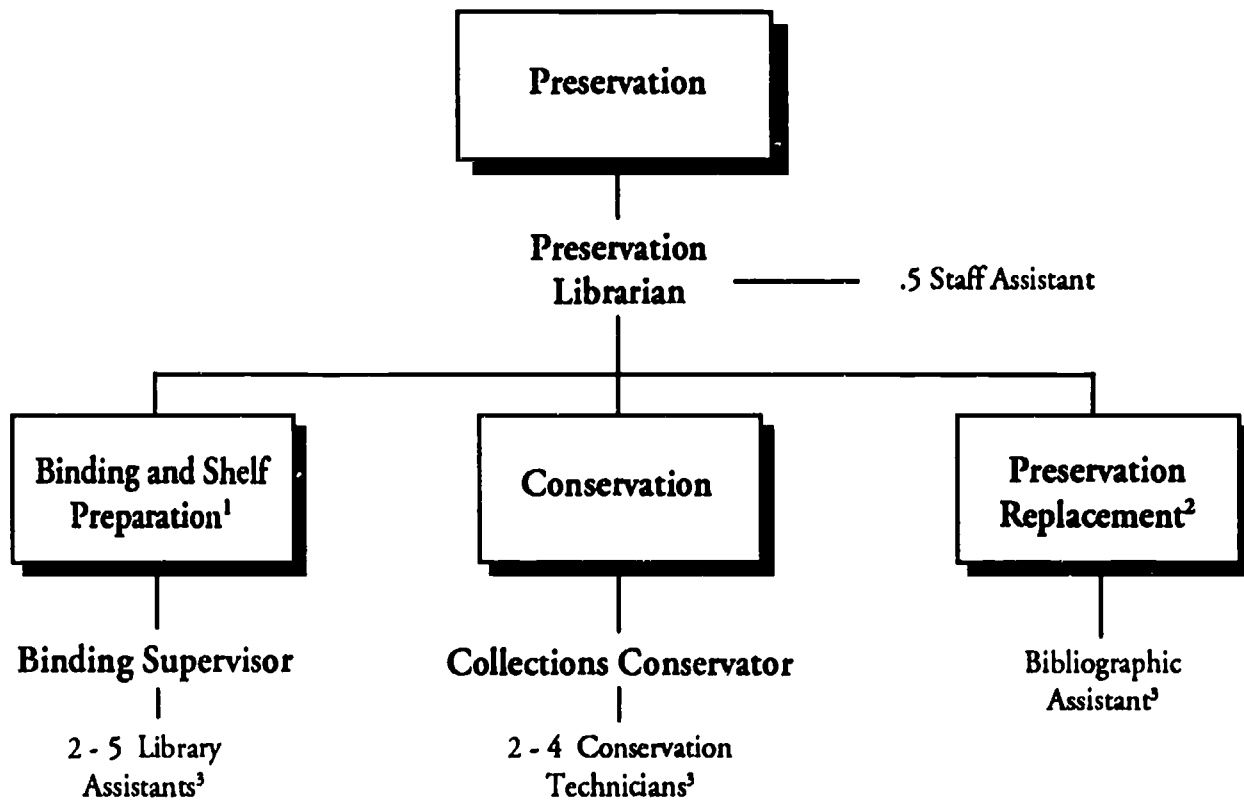 Preservation
Preservation
Librarian
.5 Staff Assistant
Binding and Shelf
Preparation¹
Conservation
Preservation
Replacement²
Binding Supervisor
2 - 5 Library
Assistants³
Collections Conservator
2 - 4 Conservation
Technicians³
Bibliographic
Assistant³